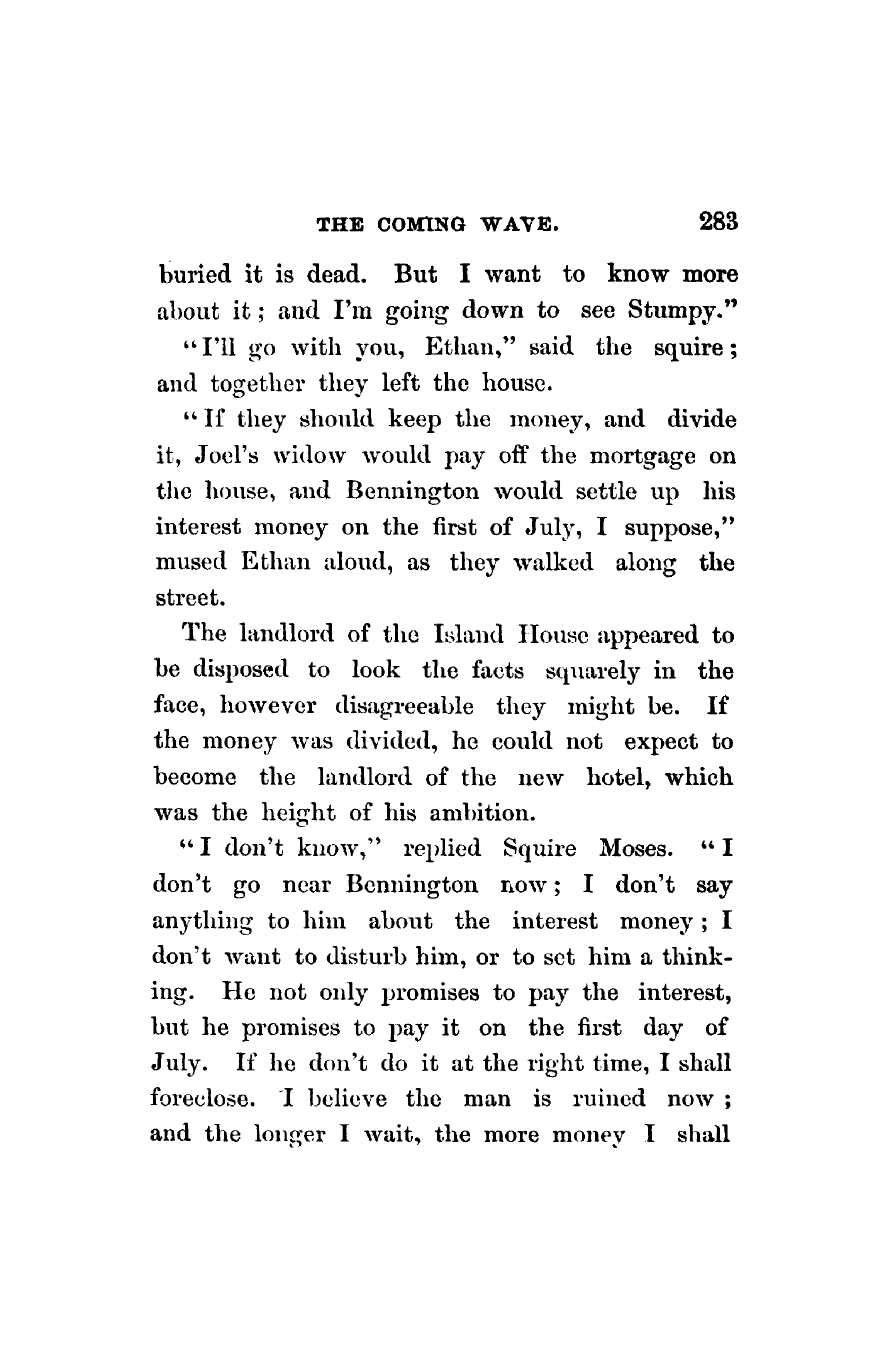 THE COMING WAVE. 283
buried it is dead. But I want to know more
about it; and I'm going down to see Stumpy."
"I'll go with you, Ethan," said the squire;
and together they left the house.
"If they should keep the money, and divide
it, Joel's widow would pay off the mortgage on
the house, and Bennington would settle up his
interest money on the first of July, I suppose,"
mused Ethan aloud, as they walked along the
street.
The landlord of the Island House appeared to
be disposed to look the facts squarely in the
face, however disagreeable they might be. If
the money was divided, he could not expect to
become the landlord of the new hotel, which
was the height of his ambition.
"I don't know," replied Squire Moses. "I
don't go near Bennington now; I don't say
anything to him about the interest money; I
don't want to disturb him, or to set him a think-
ing. He not only promises to pay the interest,
but he promises to pay it on the first day of
July. If he don't do it at the right time, I shall
foreclose. I believe the man is ruined now;
and the longer I wait, the more money I shall